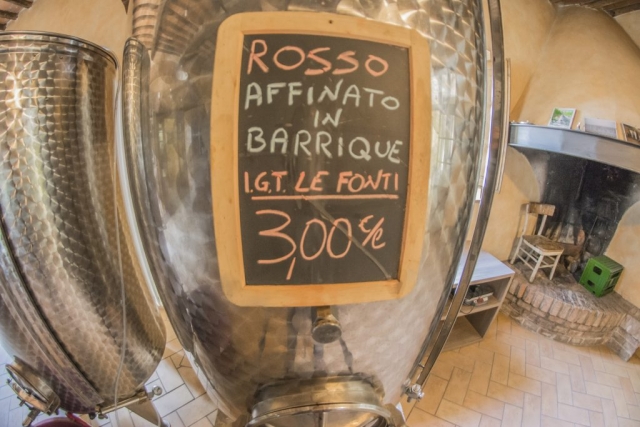 ROSSO
AFFINATO
IN
BARRIQUE
I.G.T. LE FONTI
3,00 €/L